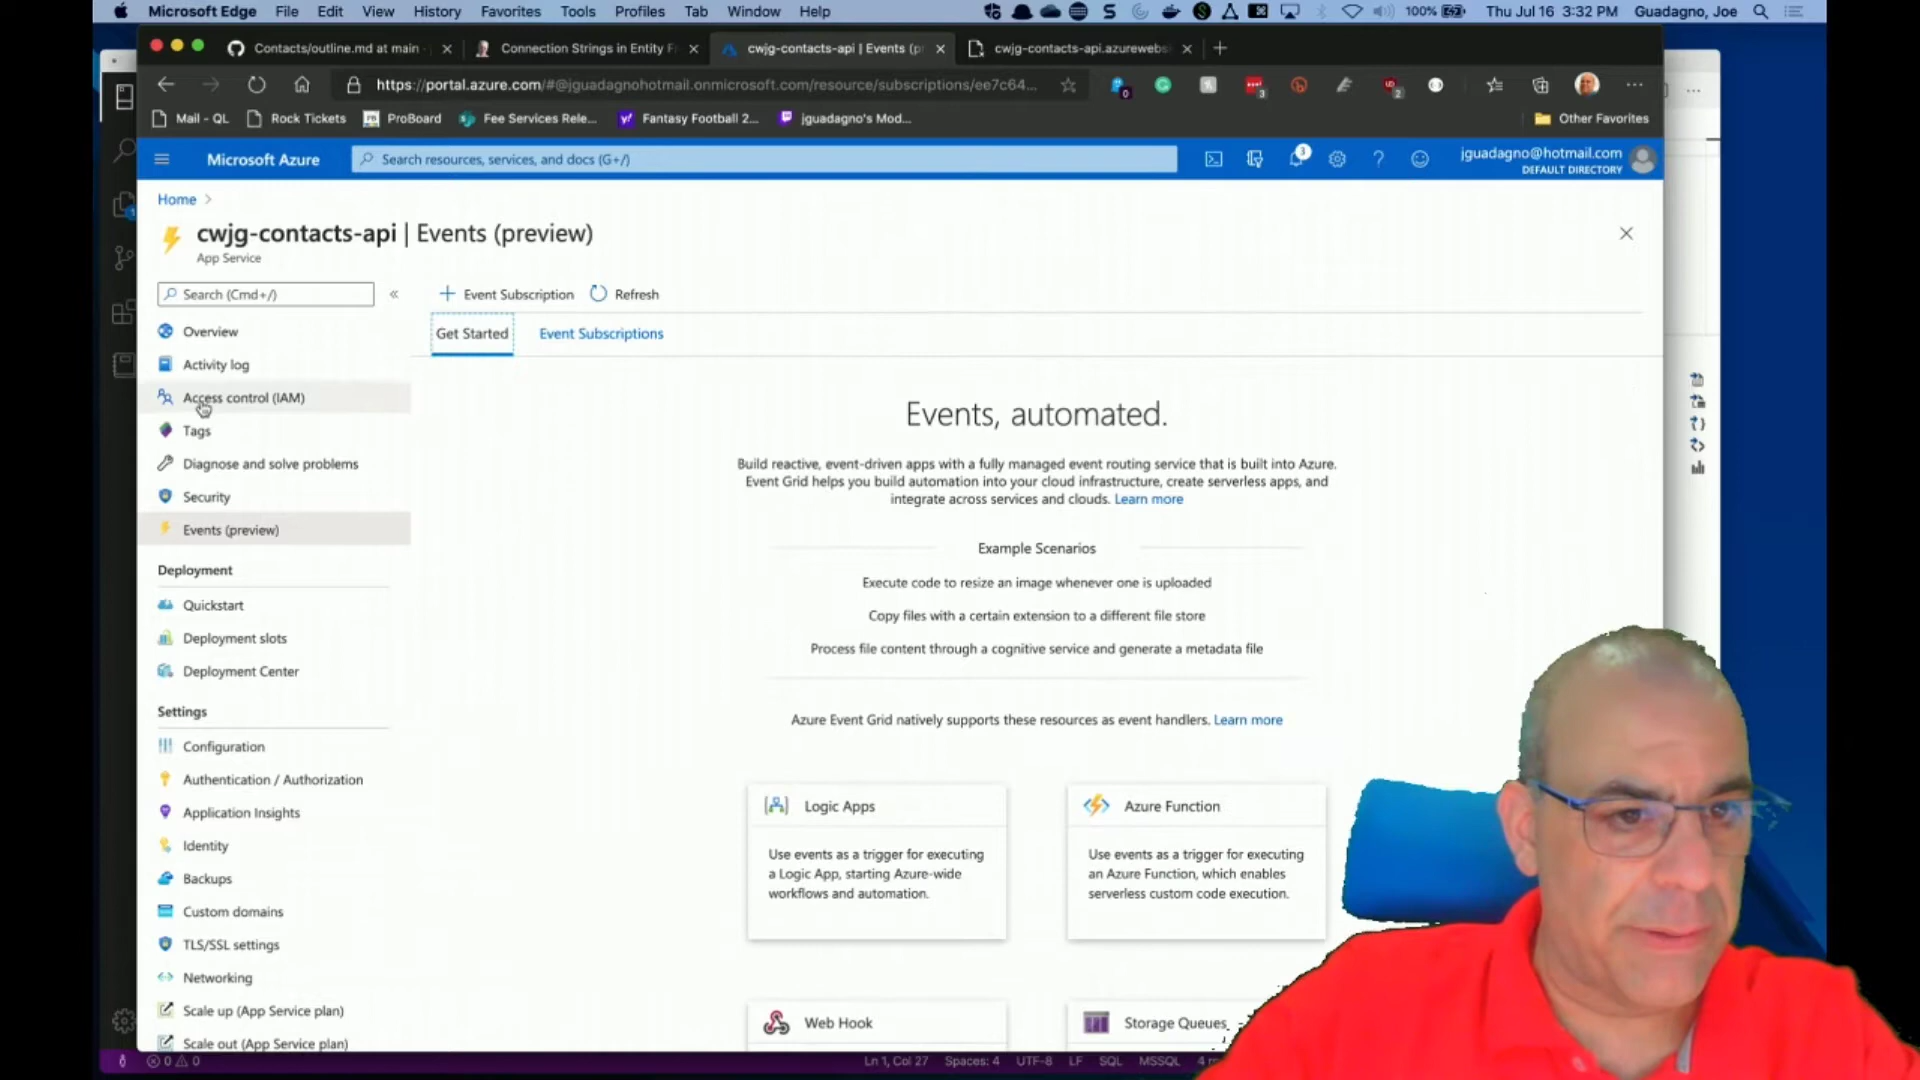 Microsoft Edge File Edit View History Favorites Tools Profiles Tab Window Help 100% Thu Jul 16 3:32 PM Guadagno, Joe
Contacts/outline.md at main Connection Strings in Entity F cwjg-contacts-api | Events (pr cwjg-contacts-api.azurewebs
https://portal.azure.com/#@jguadagnohotmail.onmicrosoft.com/resource/subscriptions/ee7c64...
Mail - QL Rock Tickets ProBoard Fee Services Rele... Fantasy Football 2... jguadagno's Mod... Other Favorites
Microsoft Azure Search resources, services, and docs (G+/) 3 jguadagno@hotmail.com
DEFAULT DIRECTORY
Home
cwjg-contacts-api | Events (preview)
App Service
Search (Cmd+/) «
Event Subscription Refresh
Get Started Event Subscriptions
Overview
Activity log
Access control (IAM)
Tags
Diagnose and solve problems
Security
Events (preview)
Deployment
Quickstart
Deployment slots
Deployment Center
Settings
Configuration
Authentication / Authorization
Application Insights
Identity
Backups
Custom domains
TLS/SSL settings
Networking
Scale up (App Service plan)
Scale out (App Service plan)
Events, automated.
Build reactive, event-driven apps with a fully managed event routing service that is built into Azure.
Event Grid helps you build automation into your cloud infrastructure, create serverless apps, and
integrate across services and clouds. Learn more
Example Scenarios
Execute code to resize an image whenever one is uploaded
Copy files with a certain extension to a different file store
Process file content through a cognitive service and generate a metadata file
Azure Event Grid natively supports these resources as event handlers. Learn more
Logic Apps
Use events as a trigger for executing
a Logic App, starting Azure-wide
workflows and automation.
Azure Function
Use events as a trigger for executing
an Azure Function, which enables
serverless custom code execution.
Web Hook
Storage Queues
0 0 Ln 1, Col 27 Spaces: 4 UTF-8 LF SQL MSSQL